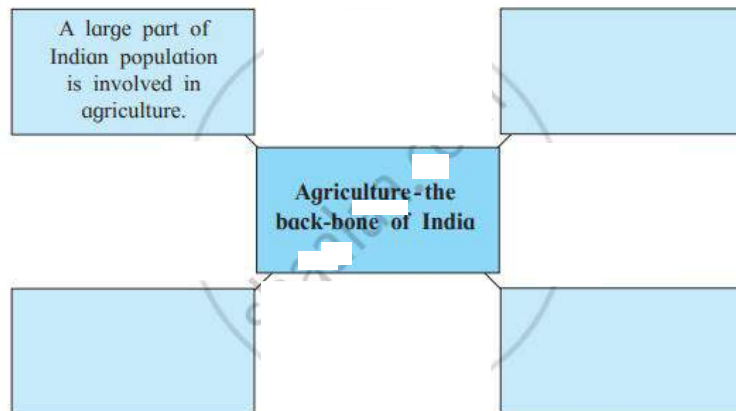 A large part of
Indian population
is involved in
agriculture.
Agriculture-the
back-bone of India